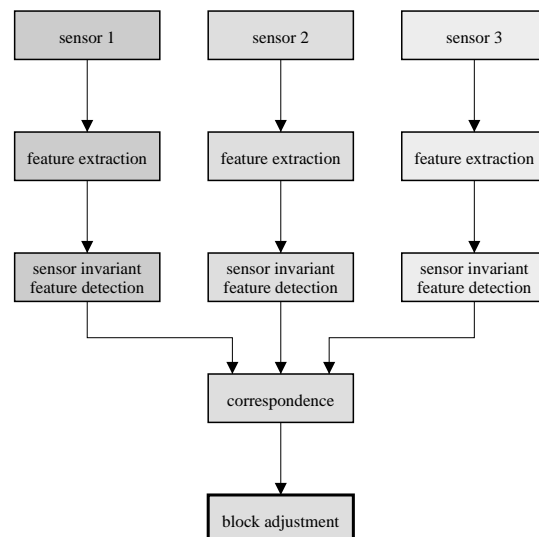 sensor 1
sensor 2
sensor 3
feature extraction
feature extraction
feature extraction
sensor invariant
feature detection
sensor invariant
feature detection
sensor invariant
feature detection
correspondence
block adjustment